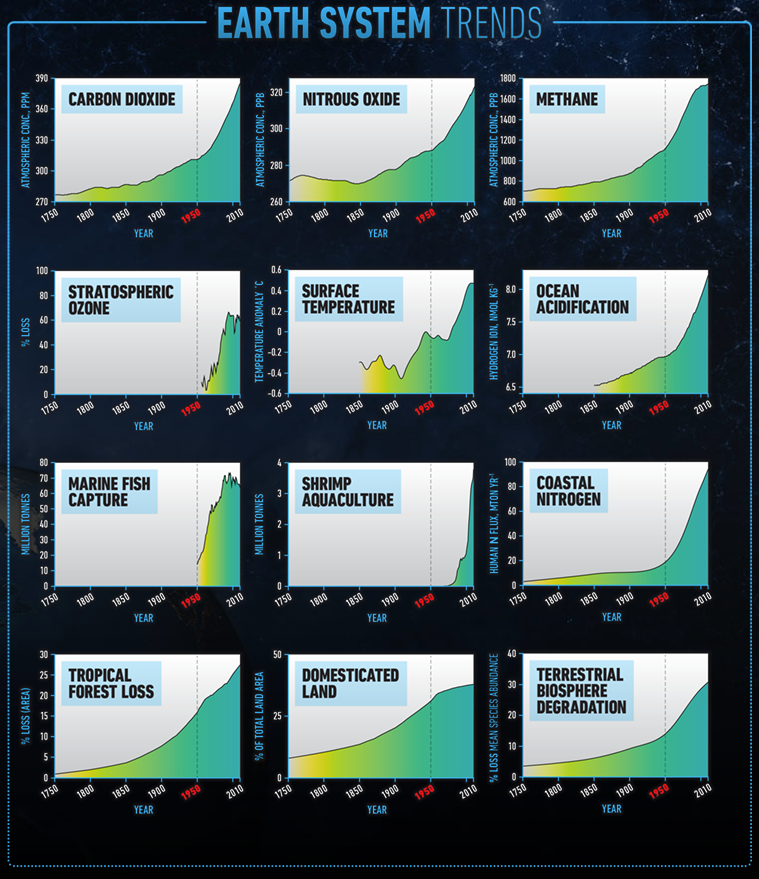 EARTH SYSTEM TRENDS
CARBON DIOXIDE
ATMOSPHERIC CONC., PPM
390
360
330
300
270
1750
1800
1850
1900
1950
2010
YEAR
NITROUS OXIDE
ATMOSPHERIC CONC., PPB
320
300
280
260
1750
1800
1850
1900
1950
2010
YEAR
METHANE
ATMOSPHERIC CONC., PPB
1800
1600
1400
1200
1000
800
600
1750
1800
1850
1900
1950
2010
YEAR
STRATOSPHERIC
OZONE
% LOSS
100
80
60
40
20
0
1750
1800
1850
1900
1950
2010
YEAR
SURFACE
TEMPERATURE
TEMPERATURE ANOMALY °C
0.6
0.4
0.2
0
-0.2
-0.4
-0.6
1750
1800
1850
1900
1950
2010
YEAR
OCEAN
ACIDIFICATION
HYDROGEN ION, NMOL KG⁻¹
8.0
7.5
7.0
6.5
1750
1800
1850
1900
1950
2010
YEAR
MARINE FISH
CAPTURE
MILLION TONNES
80
70
60
50
40
30
20
10
0
1750
1800
1850
1900
1950
2010
YEAR
SHRIMP
AQUACULTURE
MILLION TONNES
4
3
2
1
0
1750
1800
1850
1900
1950
2010
YEAR
COASTAL
NITROGEN
HUMAN N FLUX, MTON YR⁻¹
100
80
60
40
20
0
1750
1800
1850
1900
1950
2010
YEAR
TROPICAL
FOREST LOSS
% LOSS (AREA)
30
25
20
15
10
5
0
1750
1800
1850
1900
1950
2010
YEAR
DOMESTICATED
LAND
% OF TOTAL LAND AREA
50
25
0
1750
1800
1850
1900
1950
2010
YEAR
TERRESTRIAL
BIOSPHERE
DEGRADATION
% LOSS MEAN SPECIES ABUNDANCE
40
30
20
10
0
1750
1800
1850
1900
1950
2010
YEAR